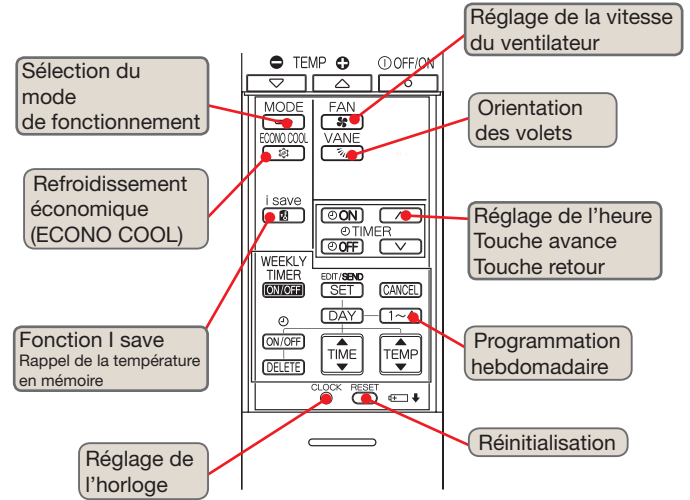 Réglage de la vitesse
du ventilateur
TEMP
OFF/ON
Sélection du
mode
de fonctionnement
MODE
FAN
ECONO COOL
VANE
Orientation
des volets
Refroidissement
économique
(ECONO COOL)
i save
ON
TIMER
OFF
Réglage de l'heure
Touche avance
Touche retour
WEEKLY
TIMER
ON/OFF
EDIT/SEND
SET
CANCEL
DAY
1~
Fonction I save
Rappel de la température
en mémoire
ON/OFF
DELETE
TIME
TEMP
Programmation
hebdomadaire
CLOCK
RESET
Réglage de
l'horloge
Réinitialisation